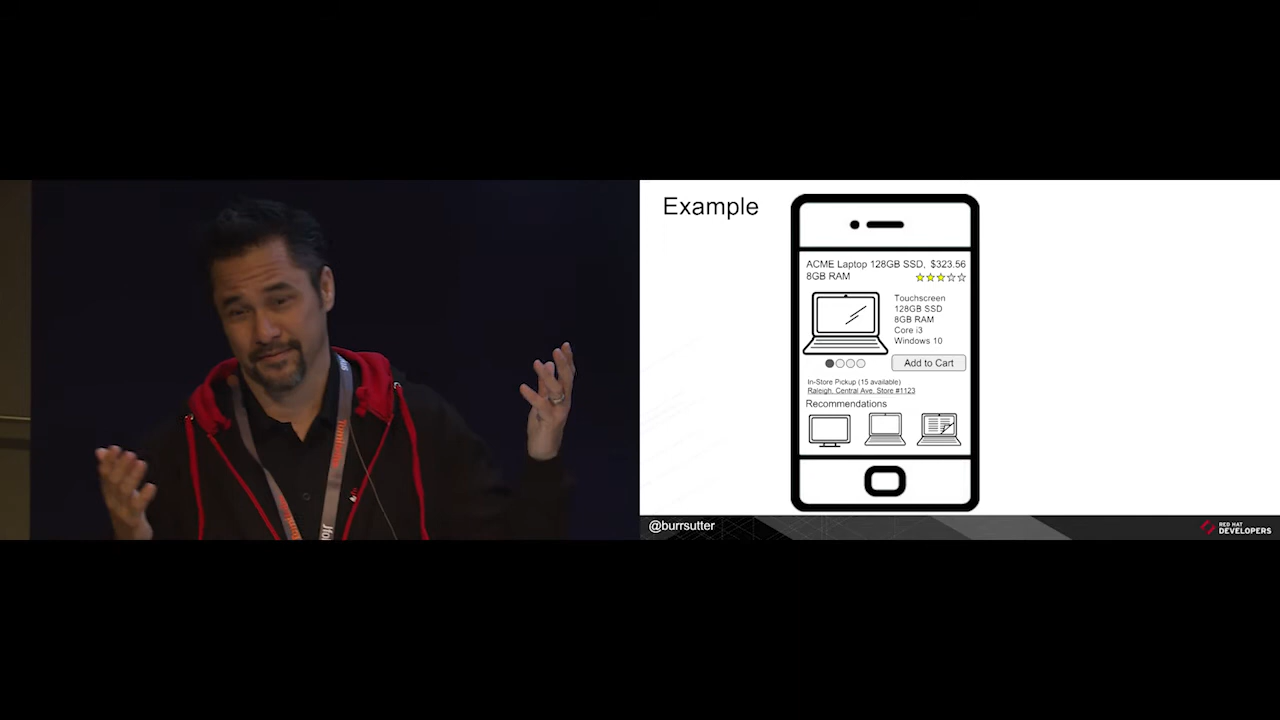 Example
ACME Laptop 128GB SSD, $323.56
8GB RAM
Touchscreen
128GB SSD
8GB RAM
Core i3
Windows 10
Add to Cart
In-Store Pickup (15 available)
Raleigh, Central Ave, Store #1123
Recommendations
@burrsutter
RED HAT
DEVELOPERS